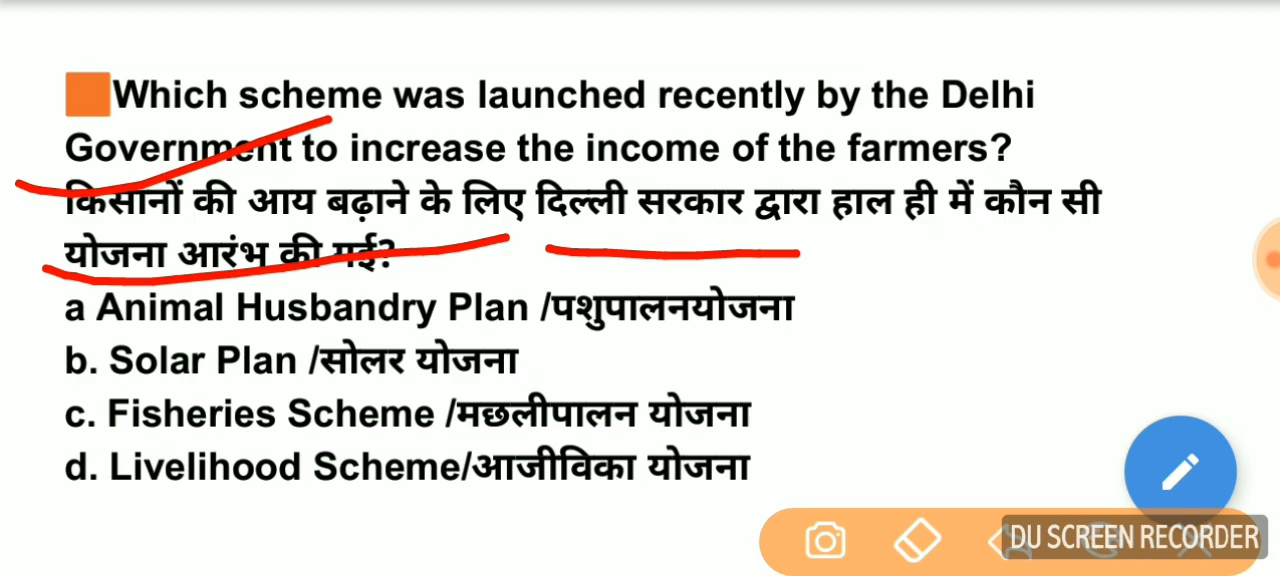 Which scheme was launched recently by the Delhi
Government to increase the income of the farmers?
किसानों की आय बढ़ाने के लिए दिल्ली सरकार द्वारा हाल ही में कौन सी
योजना आरंभ की गई?
a Animal Husbandry Plan /पशुपालनयोजना
b. Solar Plan /सोलर योजना
c. Fisheries Scheme /मछलीपालन योजना
d. Livelihood Scheme/आजीविका योजना
DU SCREEN RECORDER